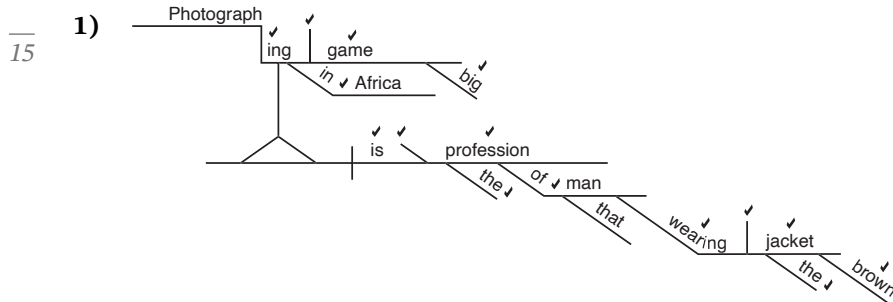 15
1)
Photograph
ing game
in Africa big
is profession
the of man
that wearing jacket
the brown